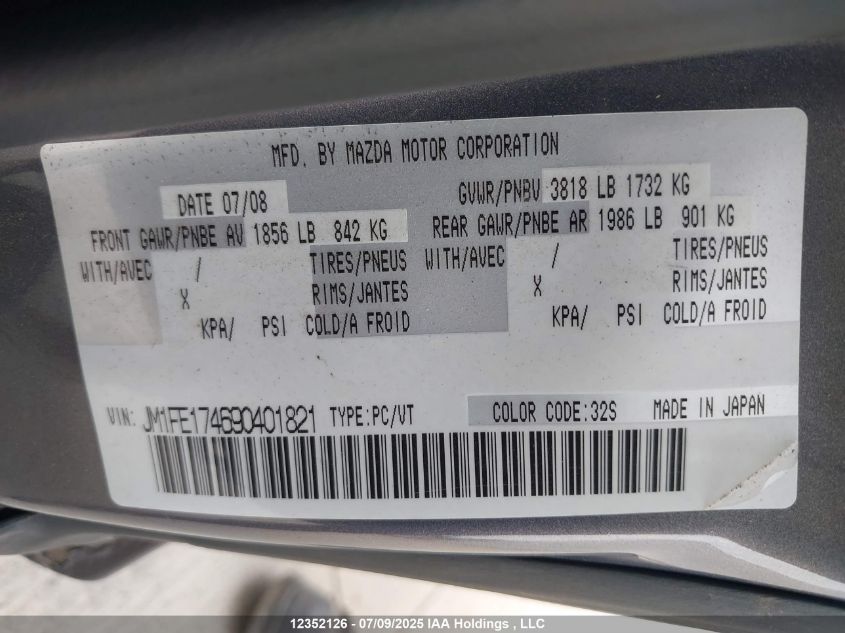 MFD. BY MAZDA MOTOR CORPORATION
DATE 07/08 GVWR/PNBV 3818 LB 1732 KG
FRONT GAWR/PNBE AV 1856 LB 842 KG REAR GAWR/PNBE AR 1986 LB 901 KG
WITH/AVEC / TIRES/PNEUS WITH/AVEC / TIRES/PNEUS
X RIMS/JANTES X RIMS/JANTES
KPA/ PSI COLD/A FROID KPA/ PSI COLD/A FROID
VIN: JM1FE174690401821 TYPE:PC/VT COLOR CODE:32S MADE IN JAPAN
12352126 - 07/09/2025 IAA Holdings , LLC